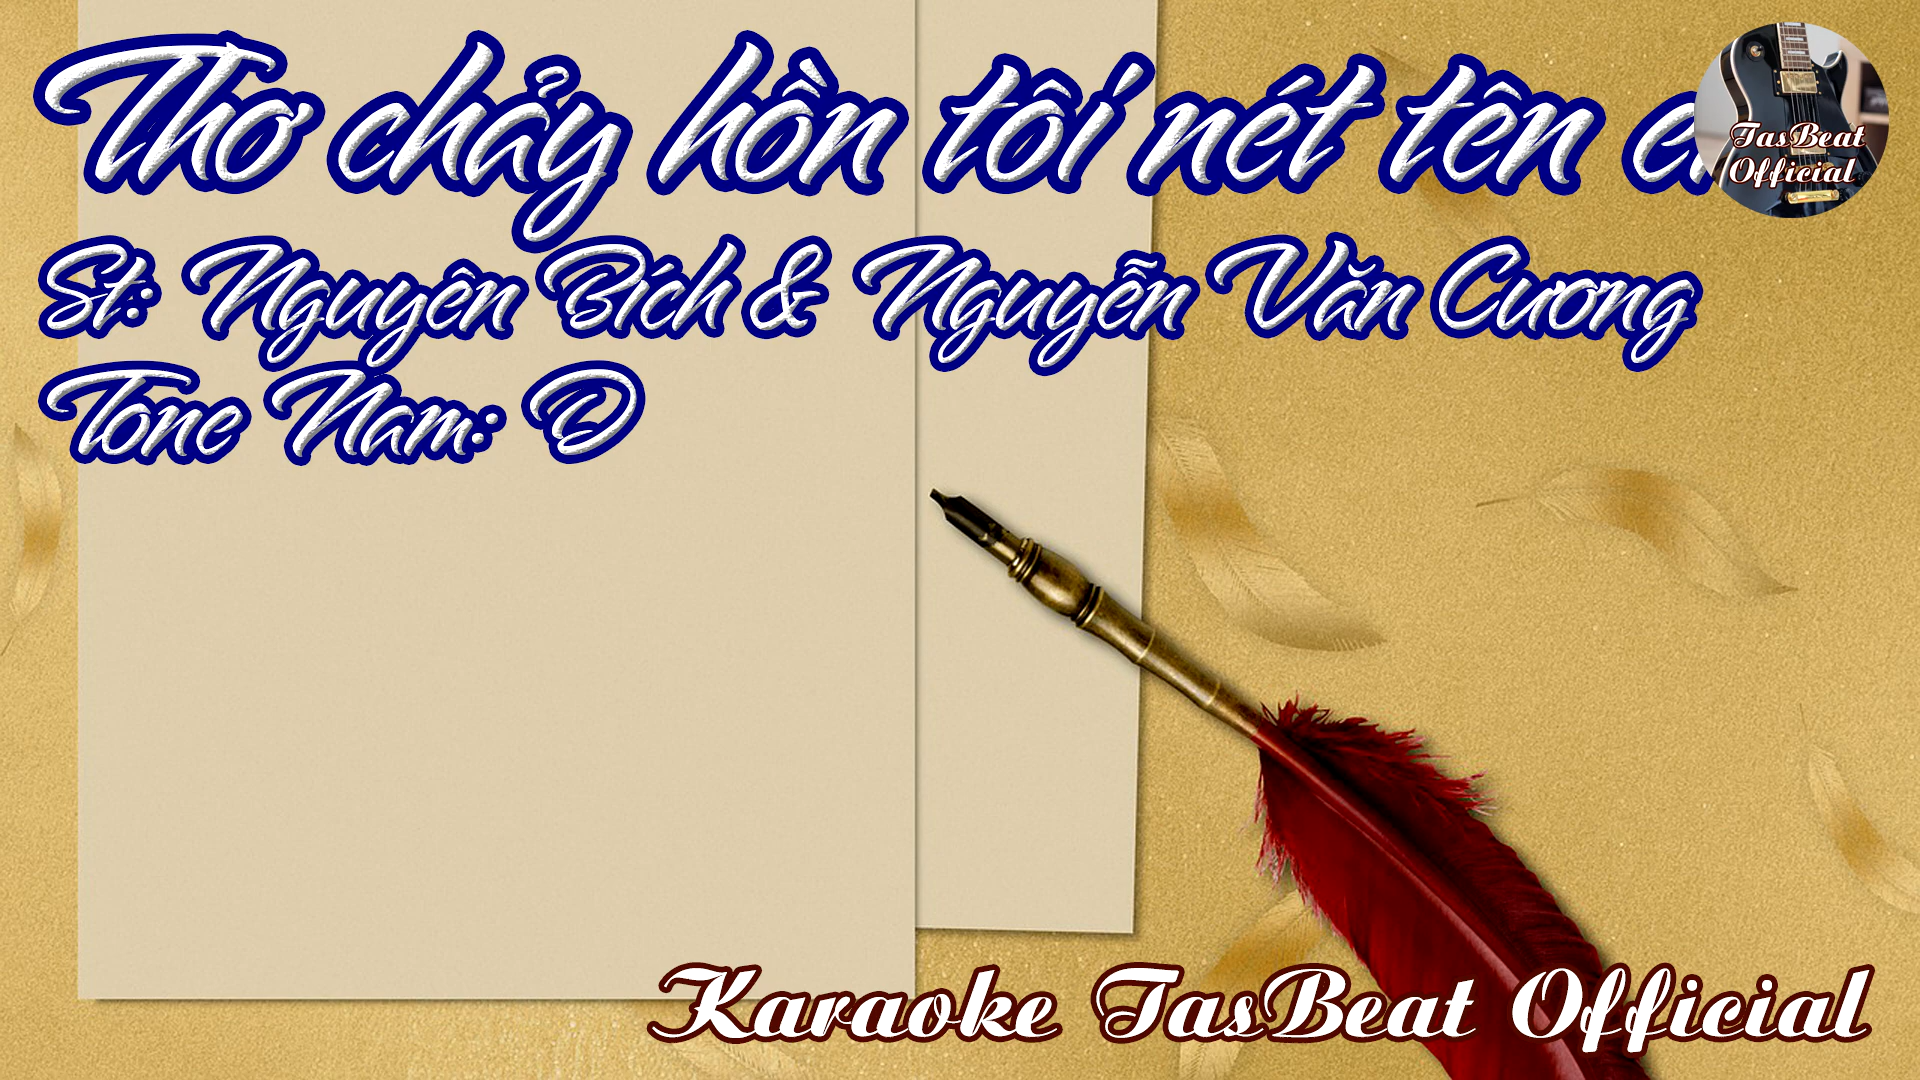 Thơ chảy hồn tôi nét tên
St: Nguyên Bích & Nguyễn Văn Cương
Tone Nam: D
TasBeat
Official
Karaoke TasBeat Official